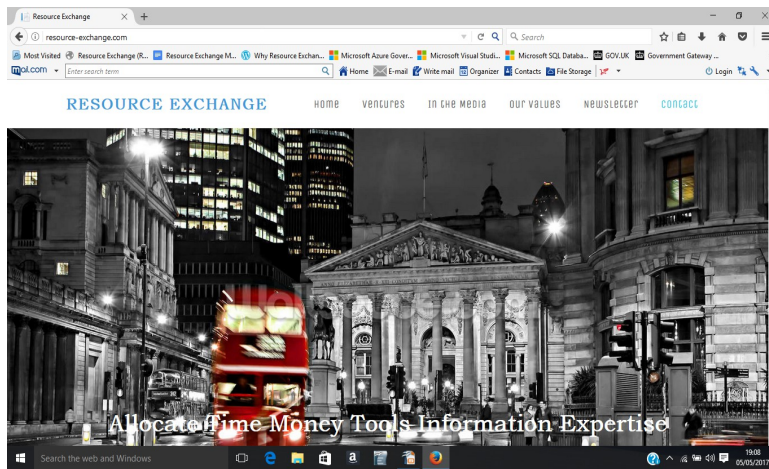 Resource Exchange
resource-exchange.com
Search
Most Visited Resource Exchange (R... Resource Exchange M... Why Resource Exchan... Microsoft Azure Gover... Microsoft Visual Studi... Microsoft SQL Databa... GOV.UK Government Gateway ...
mail.com Enter search term Home E-mail Write mail Organizer Contacts File Storage Login
RESOURCE EXCHANGE Home Ventures In the Media Our Values Newsletter Contact
Allocate Time Money Tools Information Expertise
Search the web and Windows
19:08
05/05/2017